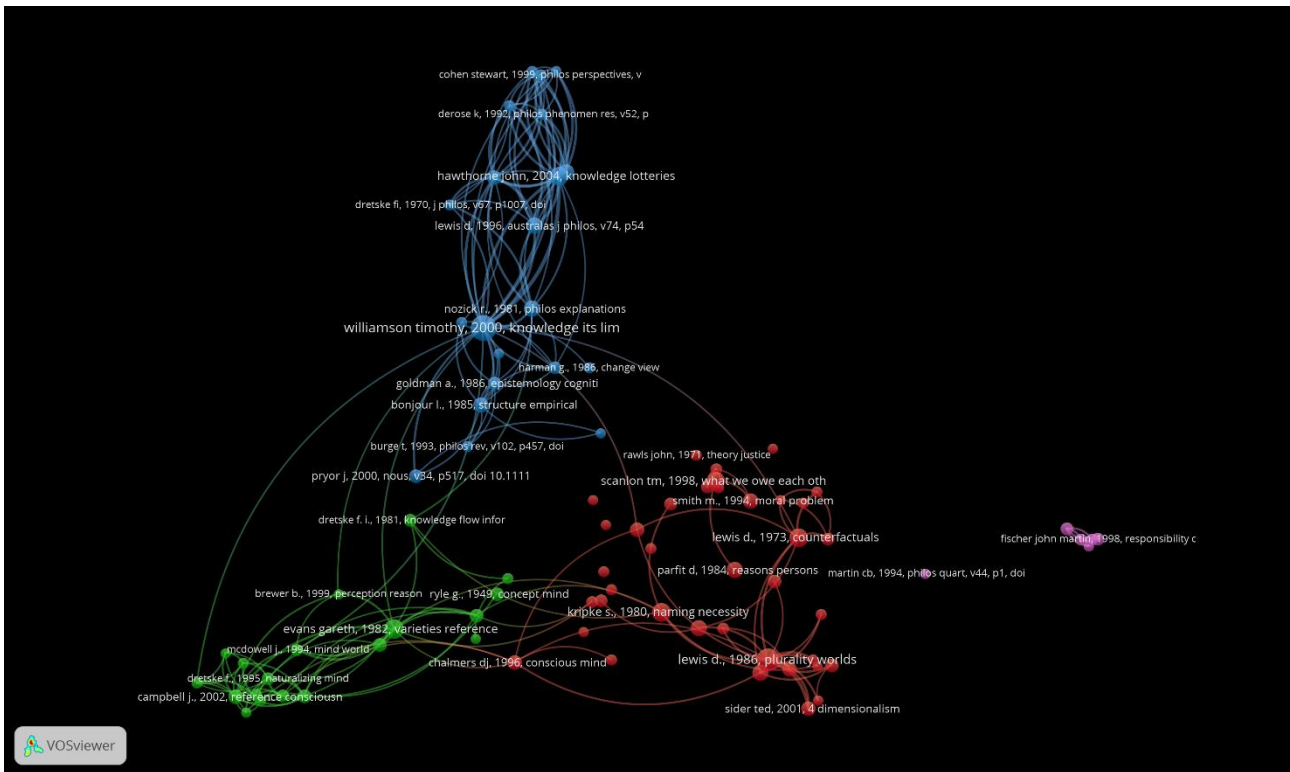 cohen stewart, 1999, philos perspectives, v
derose k, 1992, philos phenomen res, v52, p
hawthorne john, 2004, knowledge lotteries
dretske fi, 1970, j philos, v67, p1007, doi
lewis d, 1996, australas j philos, v74, p54
nozick r., 1981, philos explanations
williamson timothy, 2000, knowledge its lim
harman g., 1986, change view
goldman a., 1986, epistemology cogniti
bonjour l., 1985, structure empirical
burge t, 1993, philos rev, v102, p457, doi
rawls john, 1971, theory justice
pryor j, 2000, nous, v34, p517, doi 10.1111
scanlon tm, 1998, what we owe each oth
smith m., 1994, moral problem
dretske f. i., 1981, knowledge flow infor
lewis d., 1973, counterfactuals
fischer john martin, 1998, responsibility c
parfit d, 1984, reasons persons
martin cb, 1994, philos quart, v44, p1, doi
brewer b., 1999, perception reason
ryle g., 1949, concept mind
kripke s., 1980, naming necessity
evans gareth, 1982, varieties reference
mcdowell j., 1994, mind world
chalmers dj, 1996, conscious mind
lewis d., 1986, plurality worlds
dretske f., 1995, naturalizing mind
campbell j., 2002, reference consciousn
sider ted, 2001, 4 dimensionalism
VOSviewer